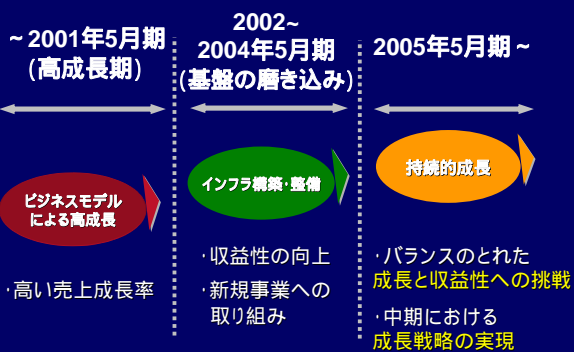 ~2001年5月期
(高成長期)
2002~
2004年5月期
(基盤の磨き込み)
2005年5月期~
ビジネスモデル
による高成長
インフラ構築・整備
持続的成長
・高い売上成長率
・収益性の向上
・新規事業への
取り組み
・バランスのとれた
成長と収益性への挑戦
・中期における
成長戦略の実現